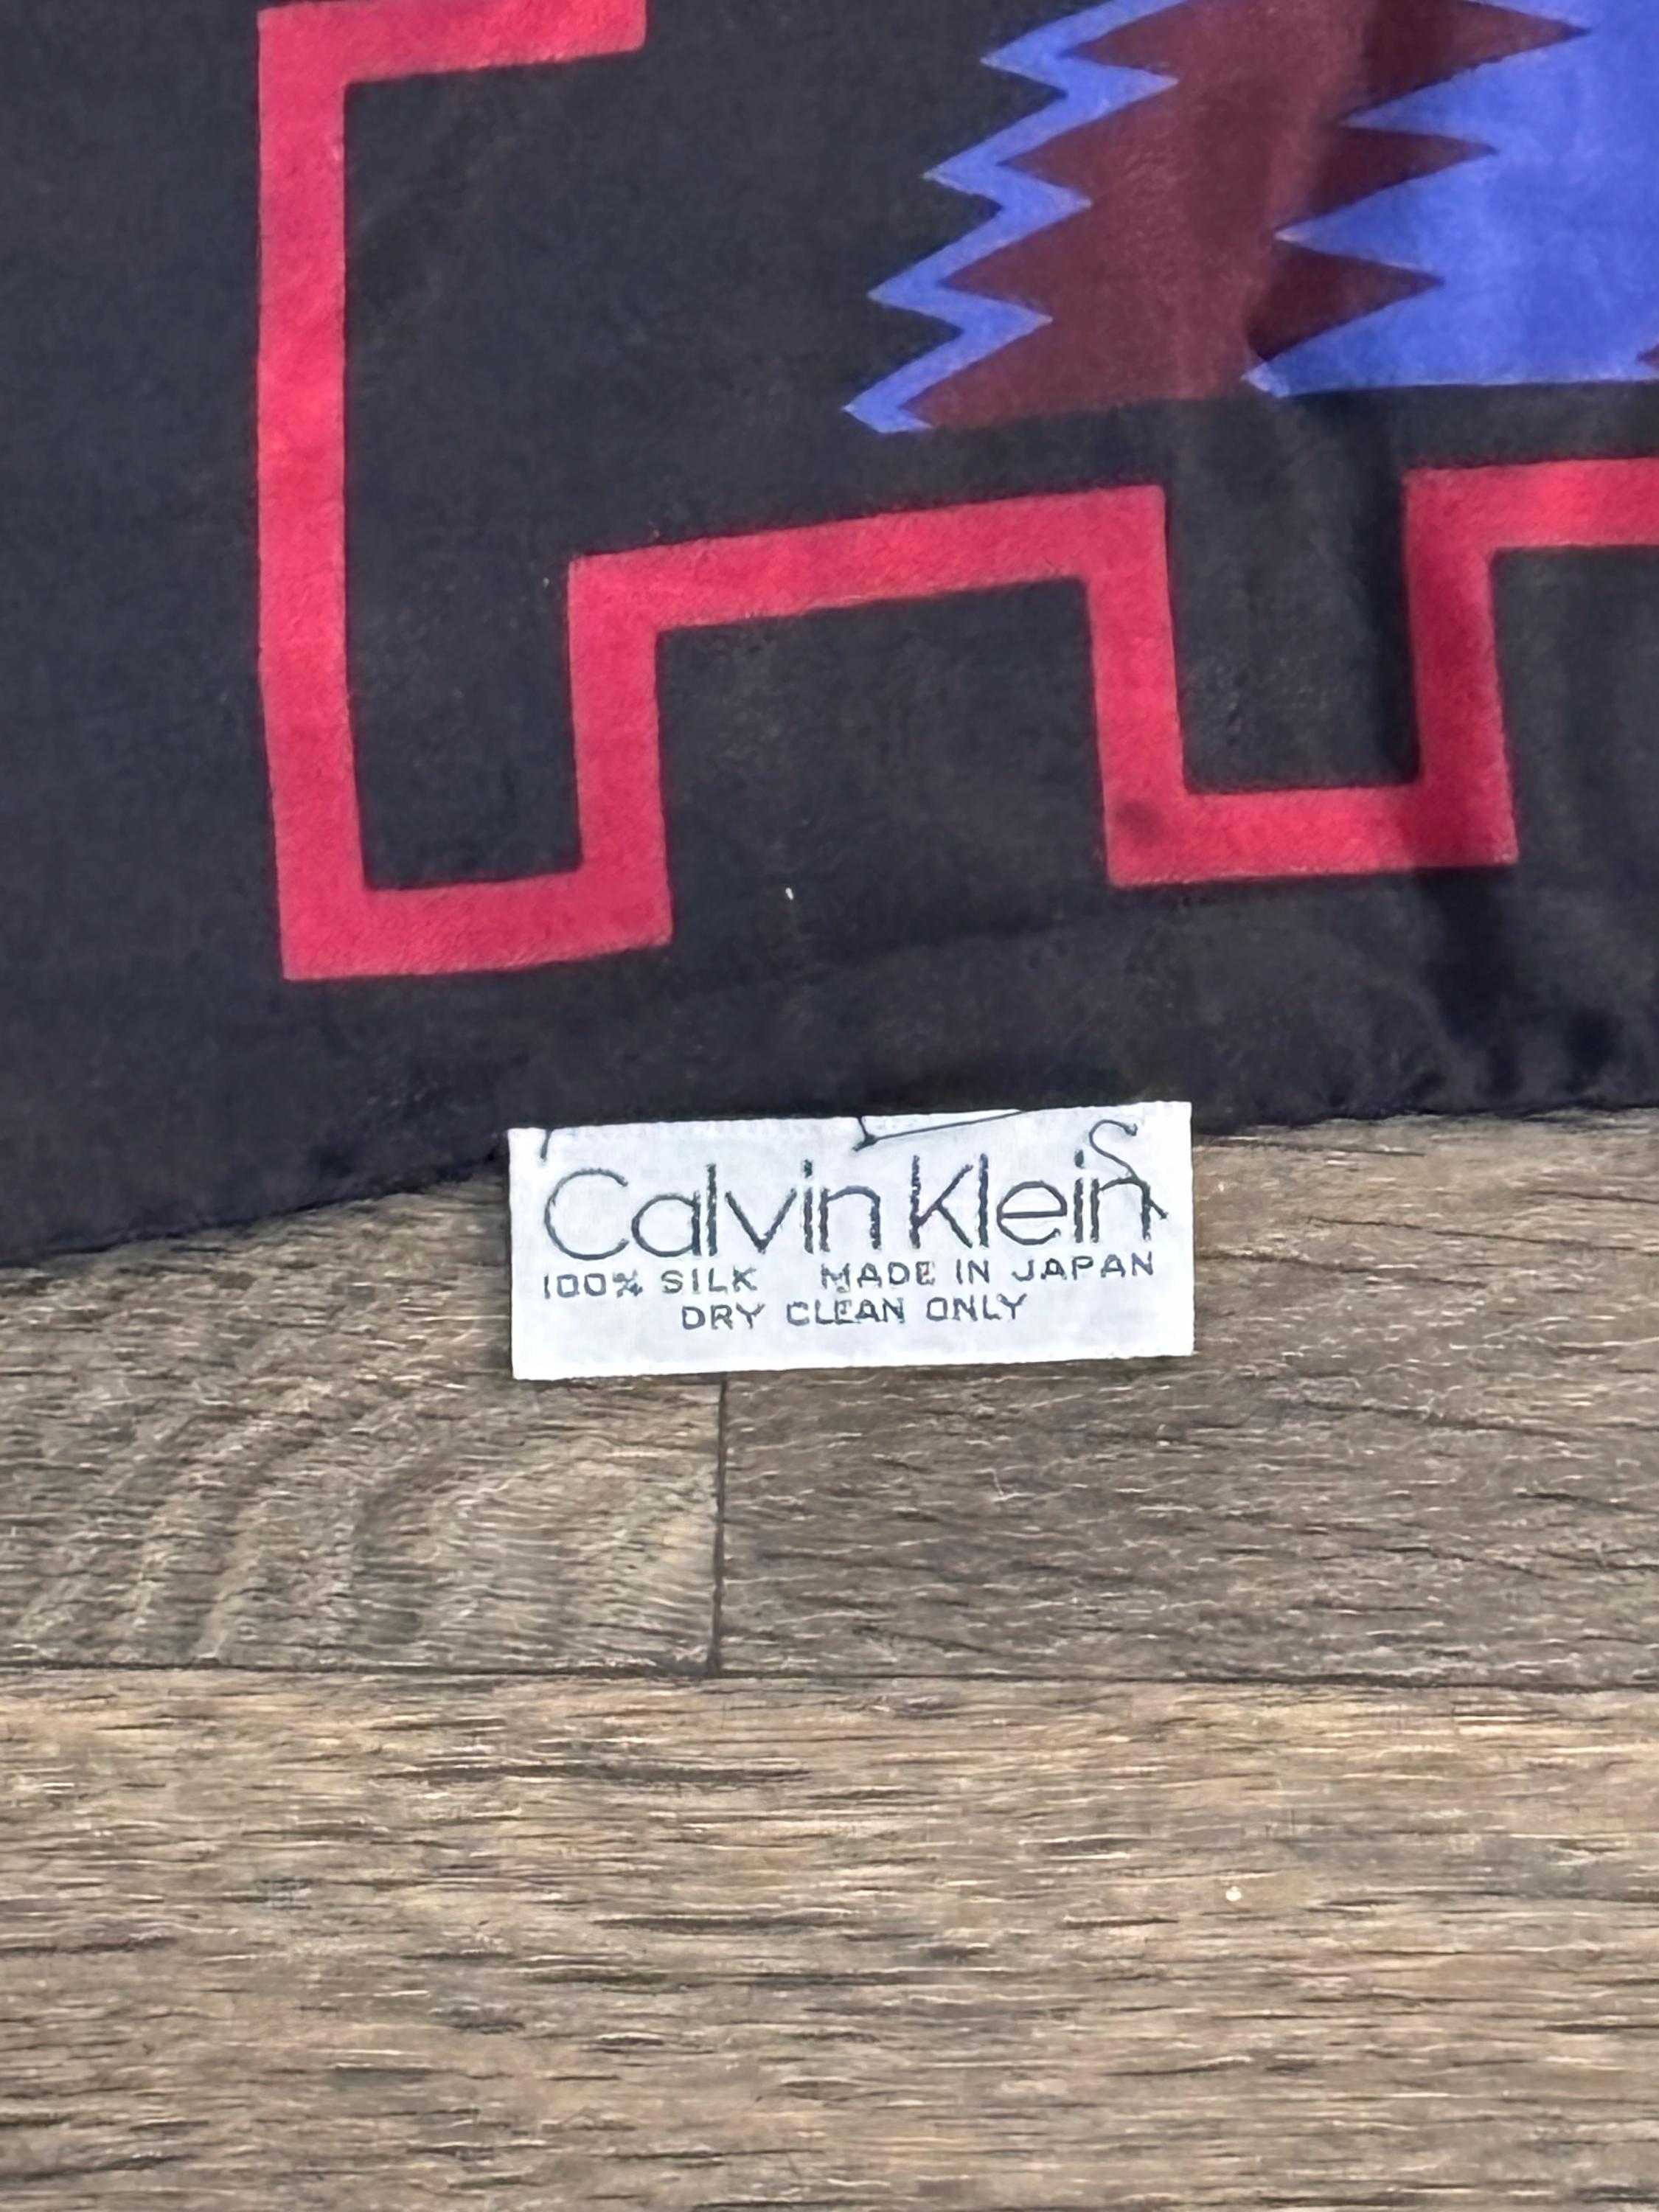 Calvin Klein
100% SILK MADE IN JAPAN
DRY CLEAN ONLY